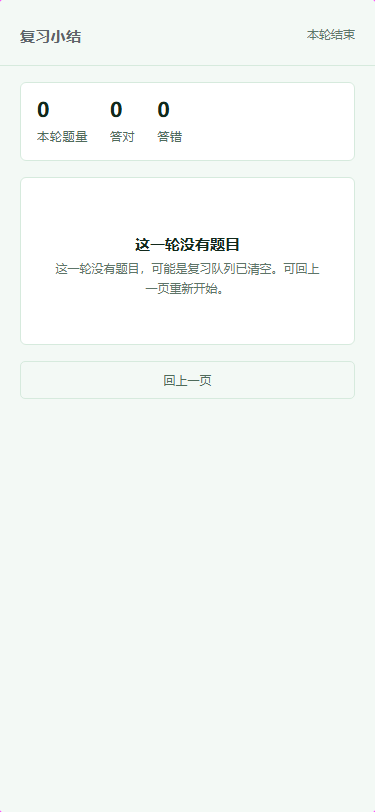 复习小结
本轮结束
0 0 0
本轮题量 答对 答错
这一轮没有题目
这一轮没有题目，可能是复习队列已清空。可回上
一页重新开始。
回上一页